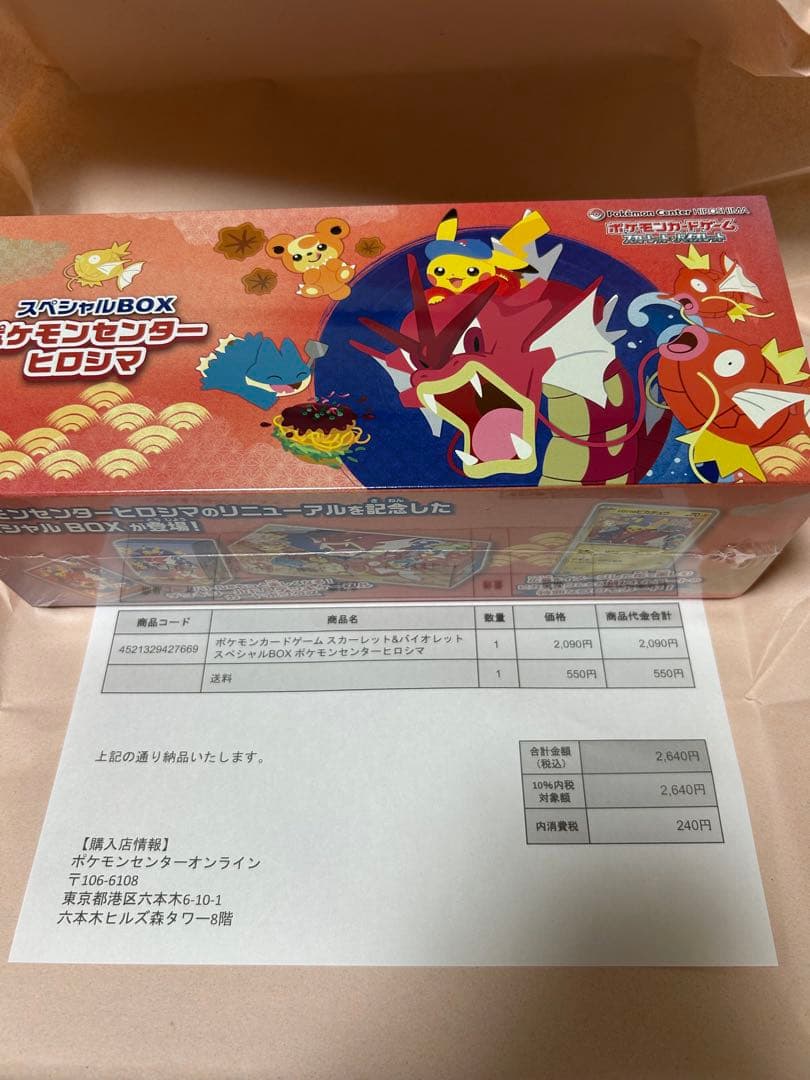 Pokémon Center HIROSHIMA
ポケモンカードゲーム
スカーレット&バイオレット
スペシャルBOX
ポケモンセンター
ヒロシマ
ンセンターヒロシマのリニューアルを記念した
きねん
シャルBOXが登場!
商品コード 商品名 数量 価格 商品代金合計
4521329427669 ポケモンカードゲーム スカーレット&バイオレット 1 2,090円 2,090円
スペシャルBOX ポケモンセンターヒロシマ
送料 1 550円 550円
上記の通り納品いたします。
合計金額 2,640円
(税込)
10%内税 2,640円
対象額
内消費税 240円
【購入店情報】
ポケモンセンターオンライン
〒106-6108
東京都港区六本木6-10-1
六本木ヒルズ森タワー8階